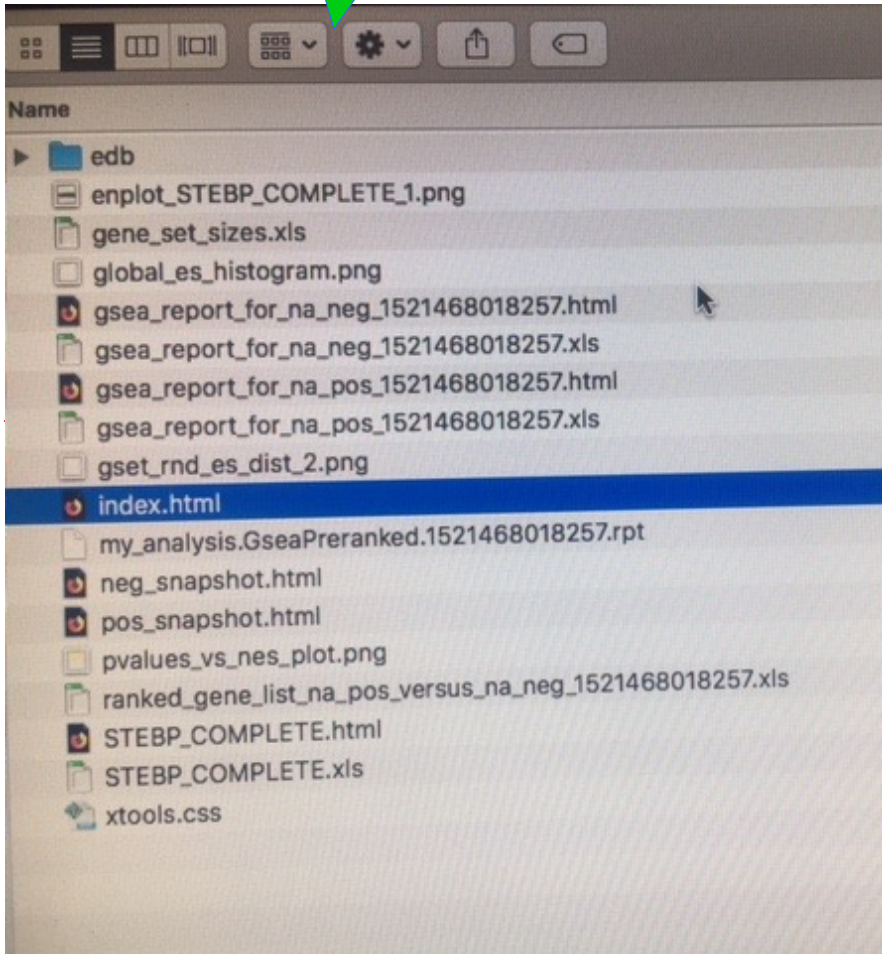 Name
edb
enplot_STEBP_COMPLETE_1.png
gene_set_sizes.xls
global_es_histogram.png
gsea_report_for_na_neg_1521468018257.html
gsea_report_for_na_neg_1521468018257.xls
gsea_report_for_na_pos_1521468018257.html
gsea_report_for_na_pos_1521468018257.xls
gset_rnd_es_dist_2.png
index.html
my_analysis.GseaPreranked.1521468018257.rpt
neg_snapshot.html
pos_snapshot.html
pvalues_vs_nes_plot.png
ranked_gene_list_na_pos_versus_na_neg_1521468018257.xls
STEBP_COMPLETE.html
STEBP_COMPLETE.xls
xtools.css